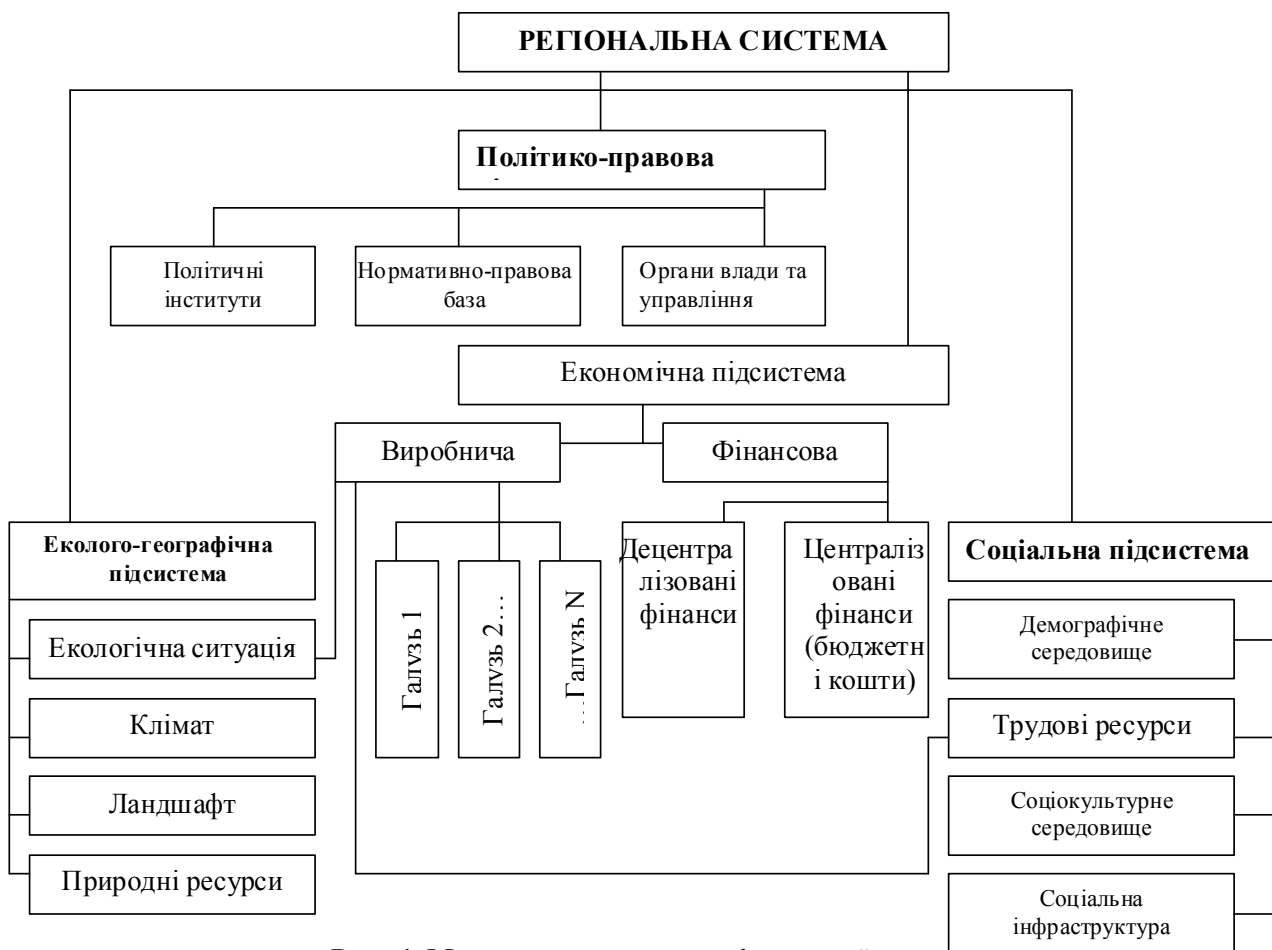 РЕГІОНАЛЬНА СИСТЕМА
Політико-правова
Політичні
інститути
Нормативно-правова
база
Органи влади та
управління
Економічна підсистема
Виробнича
Фінансова
Еколого-географічна
підсистема
Екологічна ситуація
Клімат
Ландшафт
Природні ресурси
Галузь 1
Галузь 2…
…Галузь N
Децентра
лізовані
фінанси
Централіз
овані
фінанси
(бюджетн
і кошти)
Соціальна підсистема
Демографічне
середовище
Трудові ресурси
Соціокультурне
середовище
Соціальна
інфраструктура